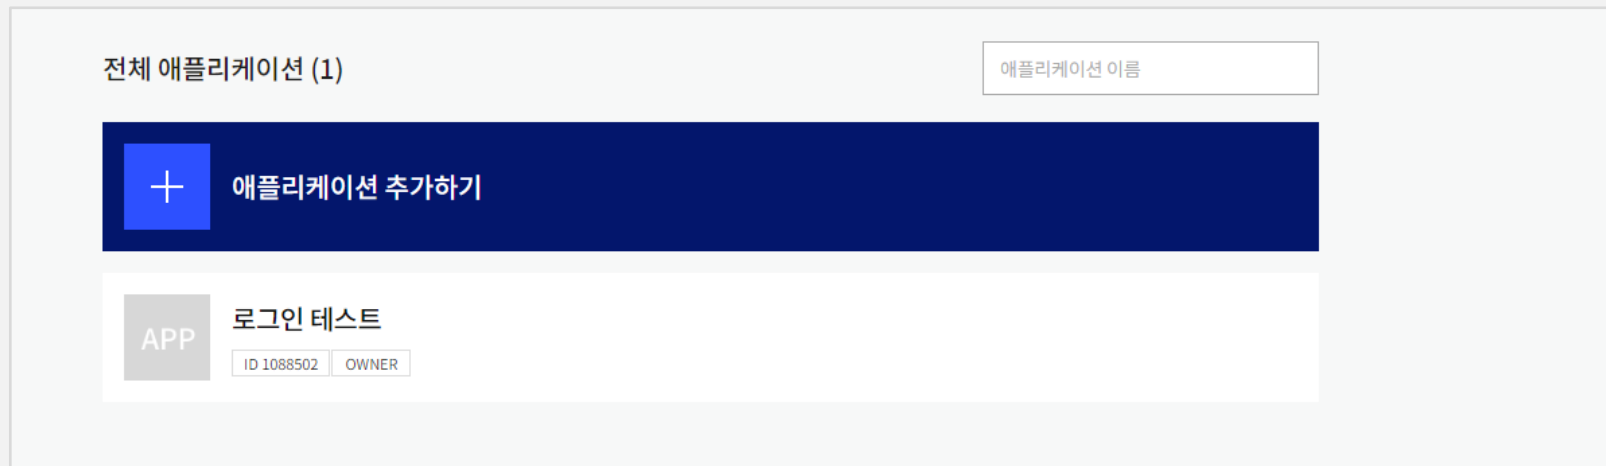 전체 애플리케이션 (1)
애플리케이션 이름
애플리케이션 추가하기
APP
로그인 테스트
ID 1088502
OWNER